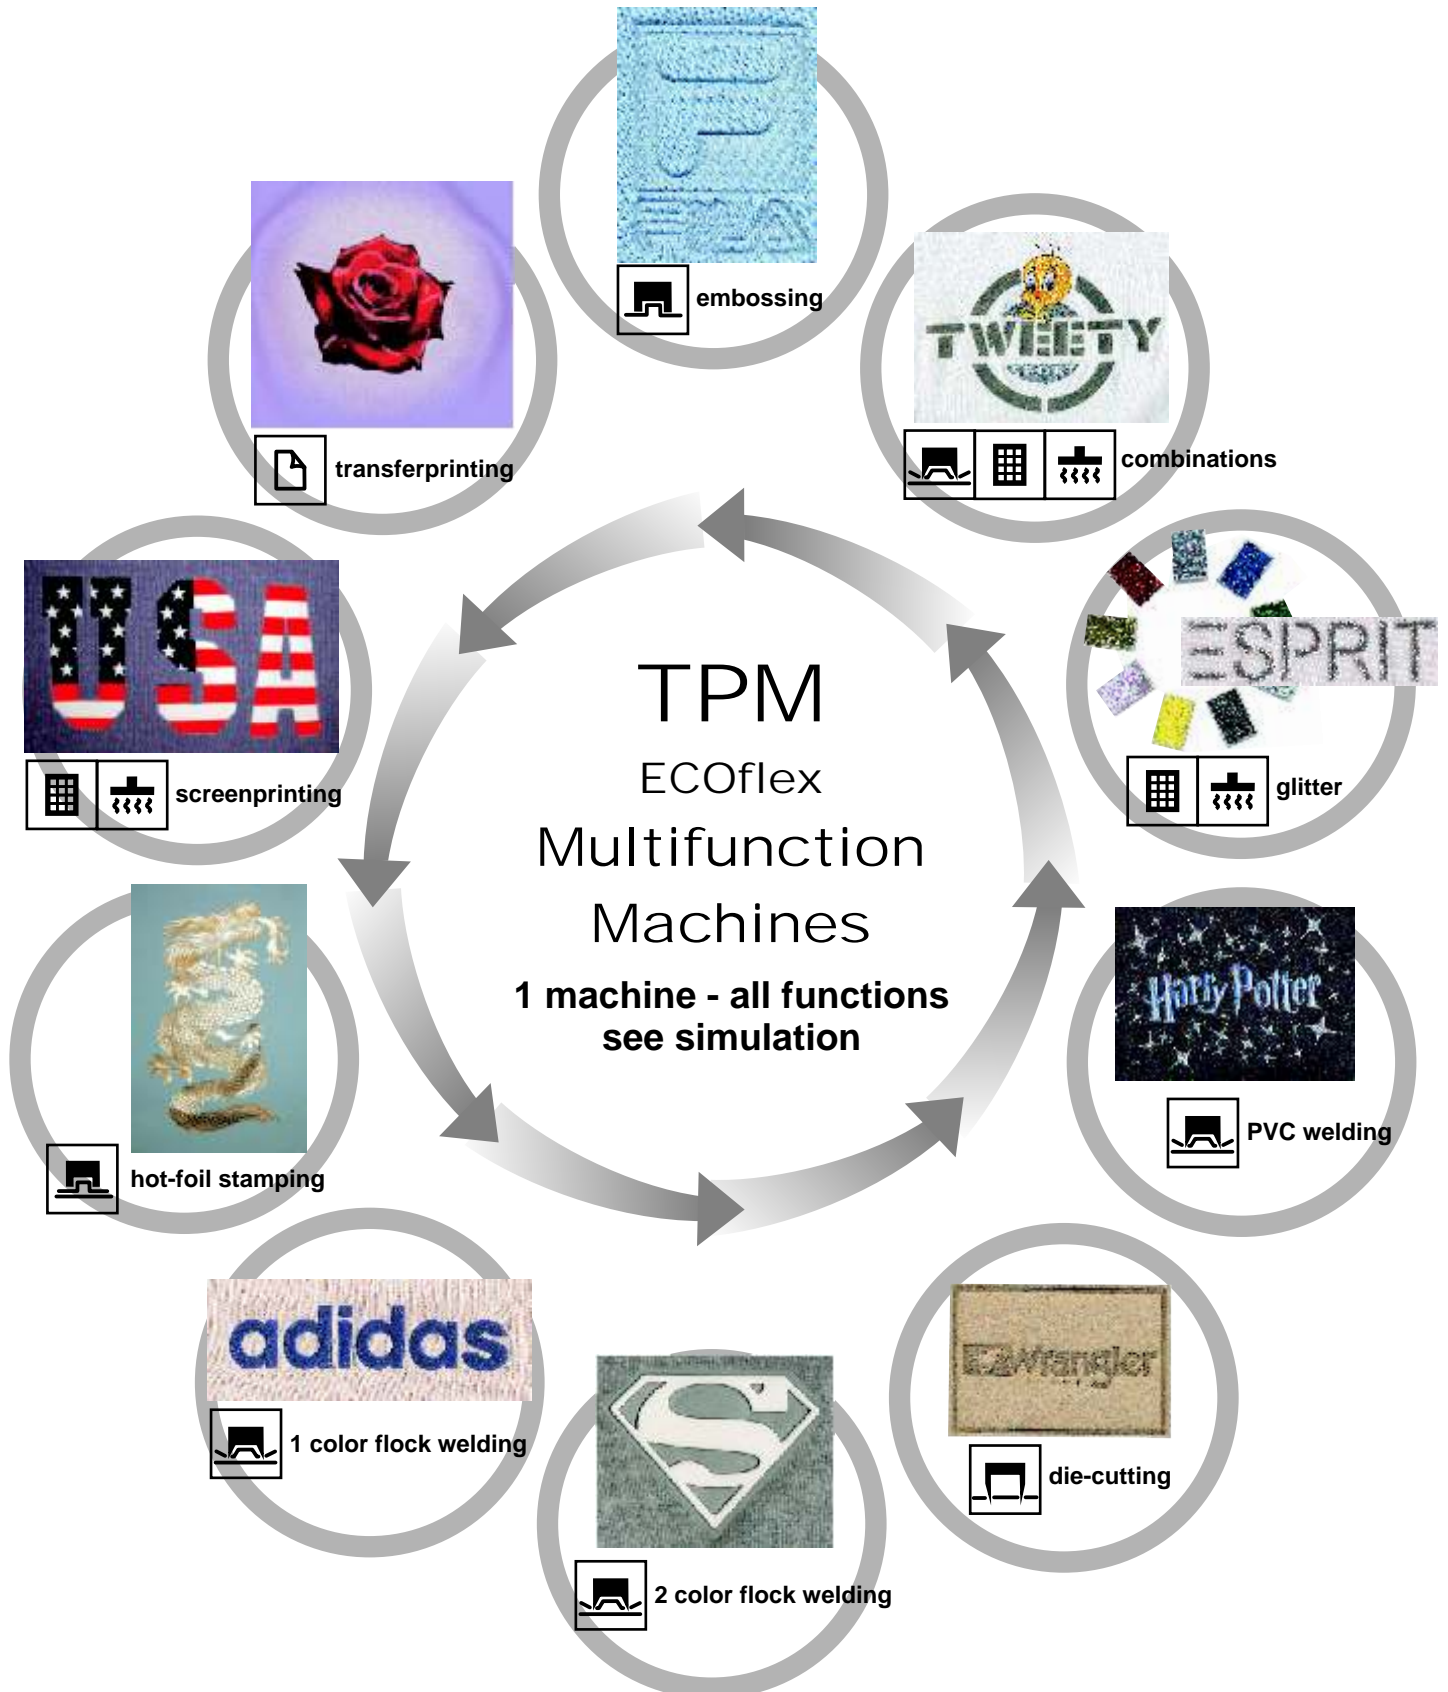 FILA
embossing
TWEETY
combinations
transferprinting
USA
screenprinting
ESPRIT
glitter
TPM
ECOflex
Multifunction
Machines
1 machine - all functions
see simulation
Harry Potter
PVC welding
hot-foil stamping
adidas
1 color flock welding
S
2 color flock welding
Wrangler
die-cutting